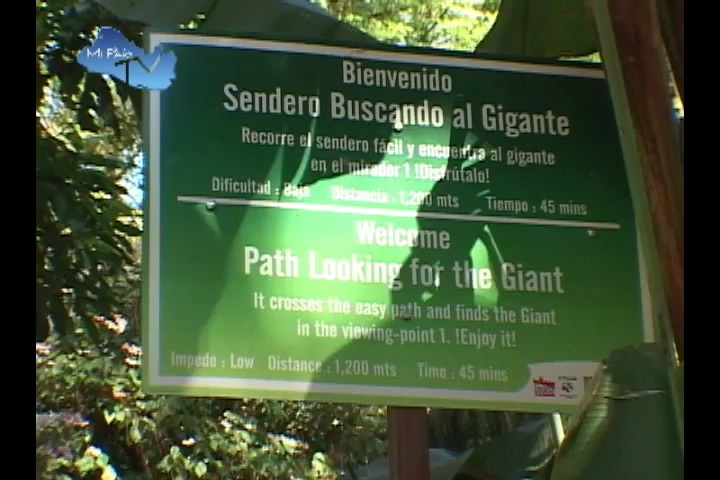 Mi País
TV
Bienvenido
Sendero Buscando al Gigante
Recorre el sendero fácil y encuentra al gigante
en el mirador 1 !Disfrútalo!
Dificultad : Baja Distancia : 1,200 mts Tiempo : 45 mins
Welcome
Path Looking for the Giant
It crosses the easy path and finds the Giant
in the viewing-point 1. !Enjoy it!
Impede : Low Distance : 1,200 mts Time : 45 mins